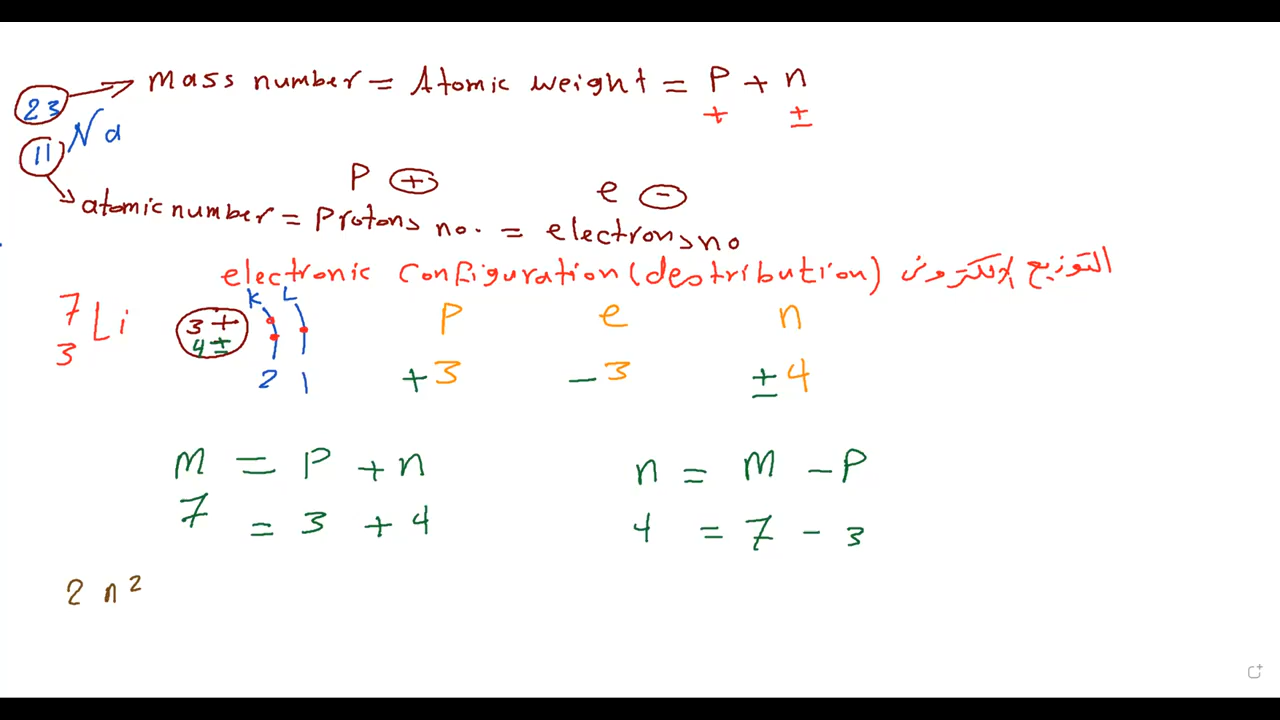 23 mass number = Atomic weight = P + n
+ ±
11 Na
P + e -
atomic number = Protons no. = electrons no
electronic configuration (destribution) التوزيع الالكترونى
7 3 Li 3+ 4± K L P e n
2 1 +3 -3 ±4
M = P + n n = M - P
7 = 3 + 4 4 = 7 - 3
2 n²